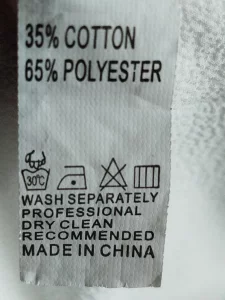 35% COTTON
65% POLYESTER
30°C
WASH SEPARATELY
PROFESSIONAL
DRY CLEAN
RECOMMENDED
MADE IN CHINA